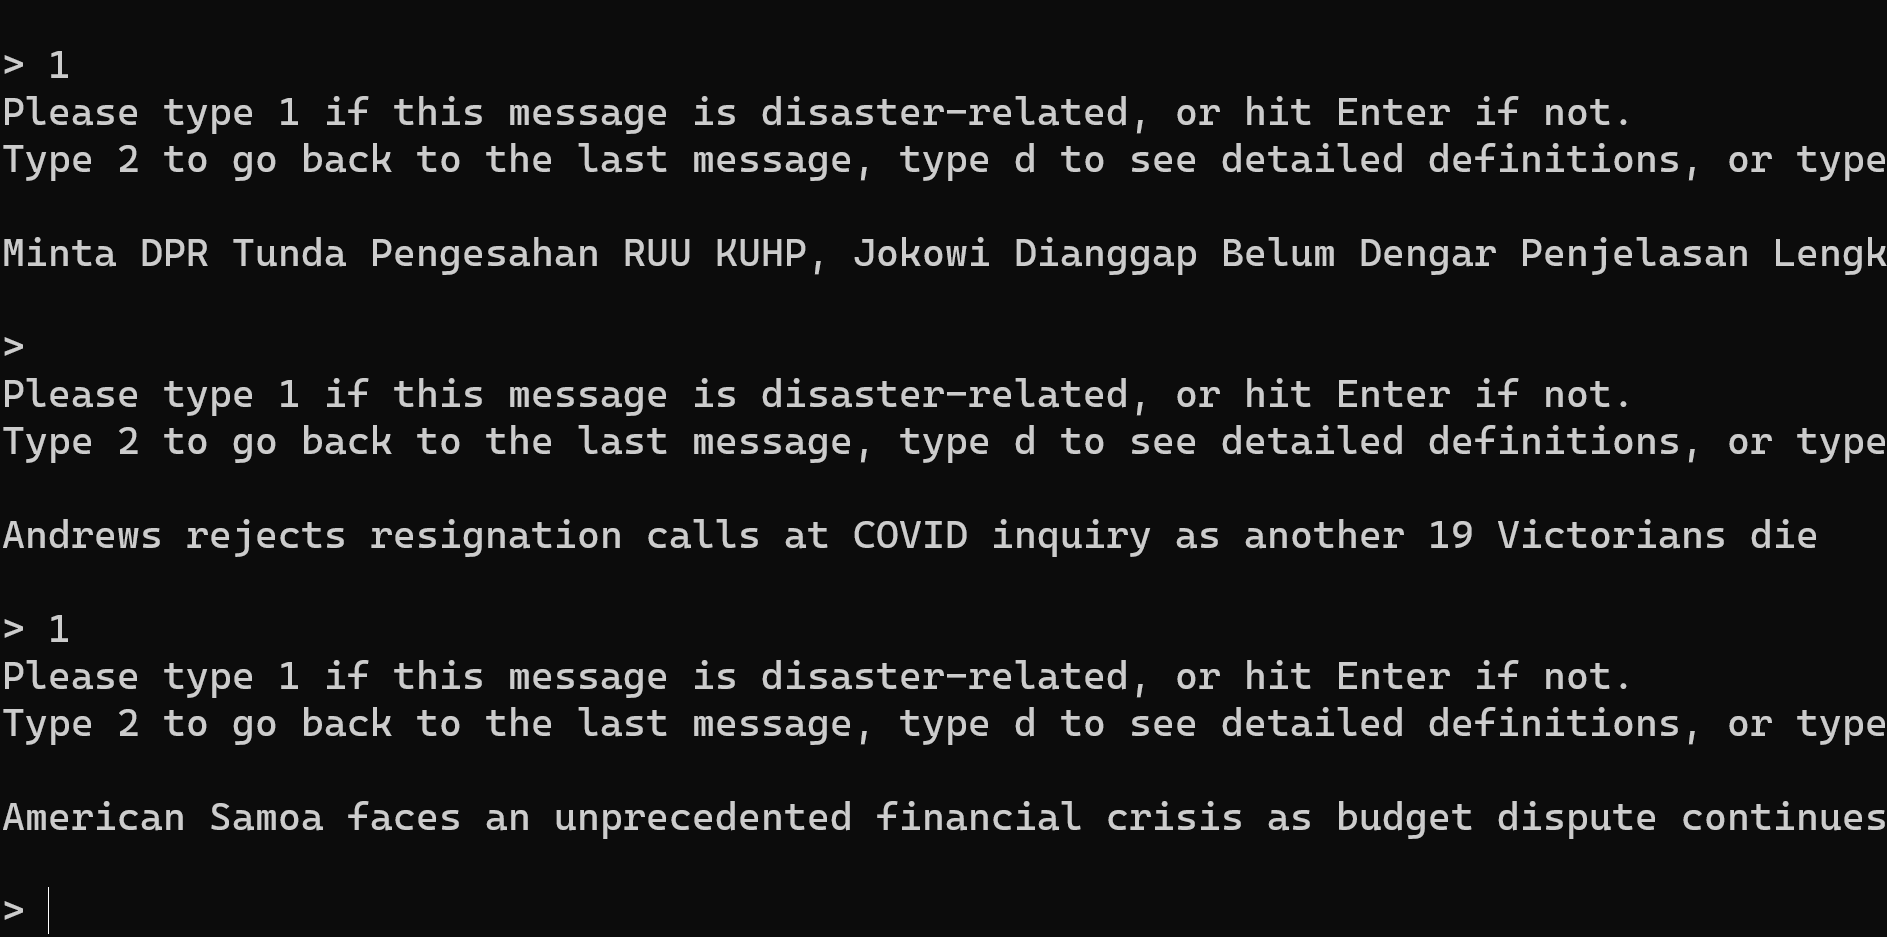 > 1
Please type 1 if this message is disaster-related, or hit Enter if not.
Type 2 to go back to the last message, type d to see detailed definitions, or type
Minta DPR Tunda Pengesahan RUU KUHP, Jokowi Dianggap Belum Dengar Penjelasan Lengk
>
Please type 1 if this message is disaster-related, or hit Enter if not.
Type 2 to go back to the last message, type d to see detailed definitions, or type
Andrews rejects resignation calls at COVID inquiry as another 19 Victorians die
> 1
Please type 1 if this message is disaster-related, or hit Enter if not.
Type 2 to go back to the last message, type d to see detailed definitions, or type
American Samoa faces an unprecedented financial crisis as budget dispute continues
>